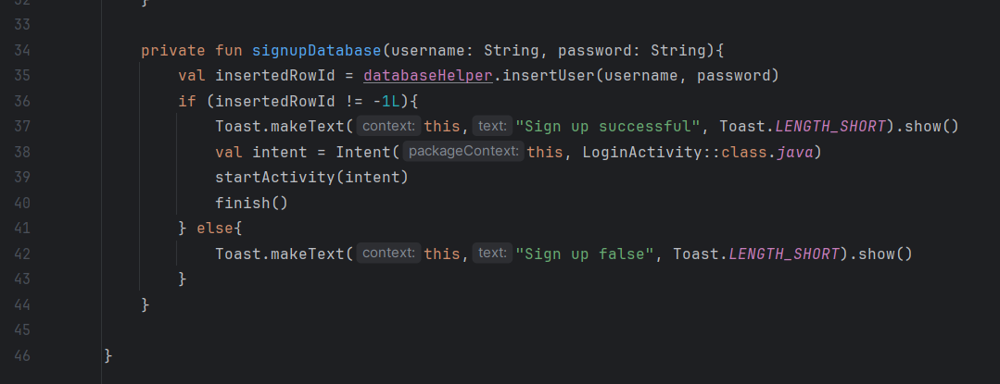 32 }
33
34 private fun signupDatabase(username: String, password: String){
35 val insertedRowId = databaseHelper.insertUser(username, password)
36 if (insertedRowId != -1L){
37 Toast.makeText( context: this, text: "Sign up successful", Toast.LENGTH_SHORT).show()
38 val intent = Intent( packageContext: this, LoginActivity::class.java)
39 startActivity(intent)
40 finish()
41 } else{
42 Toast.makeText( context: this, text: "Sign up false", Toast.LENGTH_SHORT).show()
43 }
44 }
45
46 }